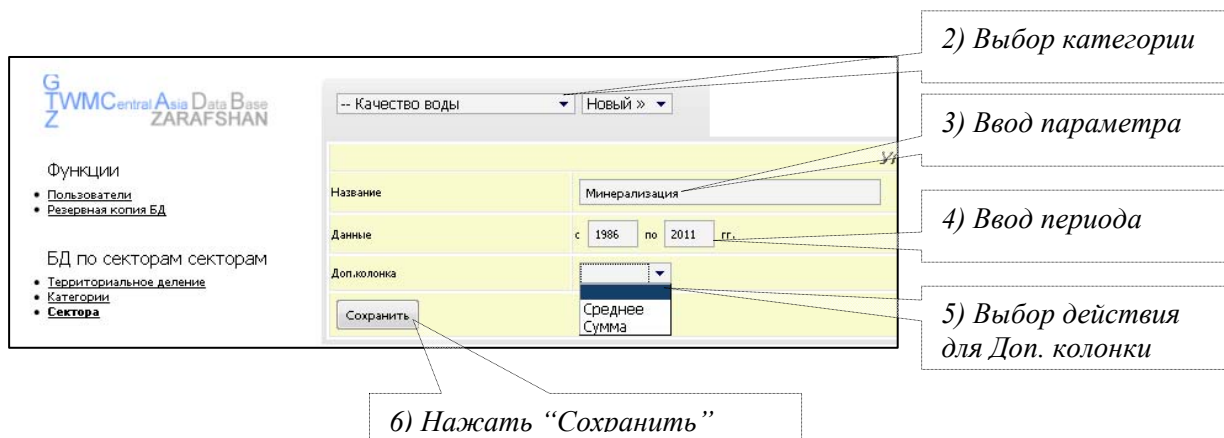 2) Выбор категории
G
TWMCentral Asia Data Base
Z ZARAFSHAN
-- Качество воды Новый »
3) Ввод параметра
Функции
Пользователи
Резервная копия БД
Название Минерализация
4) Ввод периода
Данные с 1986 по 2011 гг.
БД по секторам секторам
Территориальное деление
Категории
Сектора
Доп.колонка
Среднее
Сумма
5) Выбор действия
для Доп. колонки
Сохранить
6) Нажать “Сохранить”